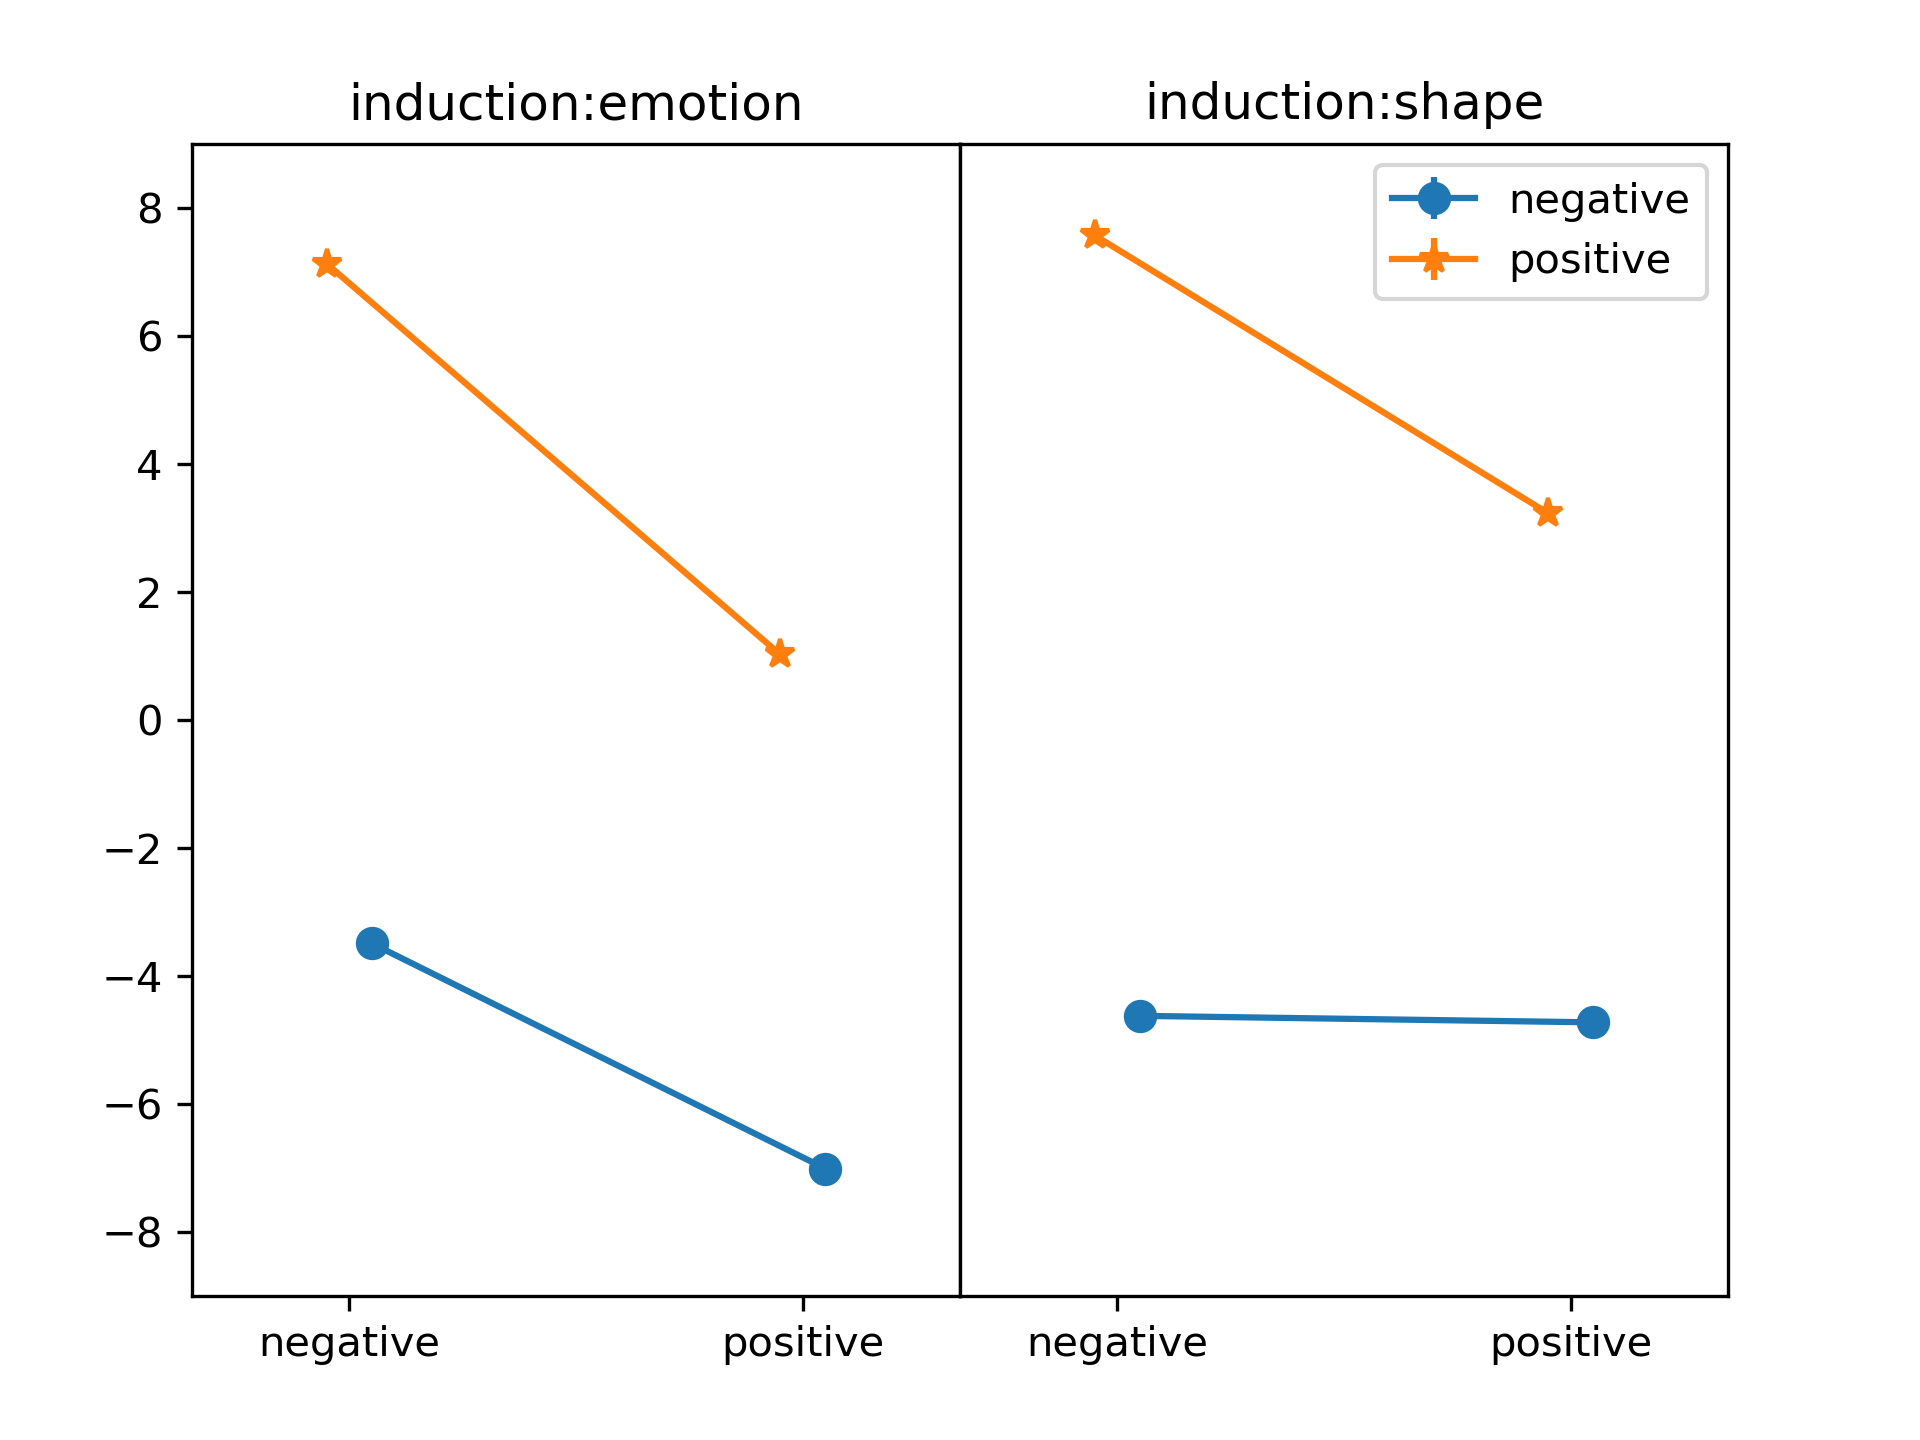 induction:emotion
induction:shape
negative
positive
8
6
4
2
0
−2
−4
−6
−8
negative
positive
negative
positive